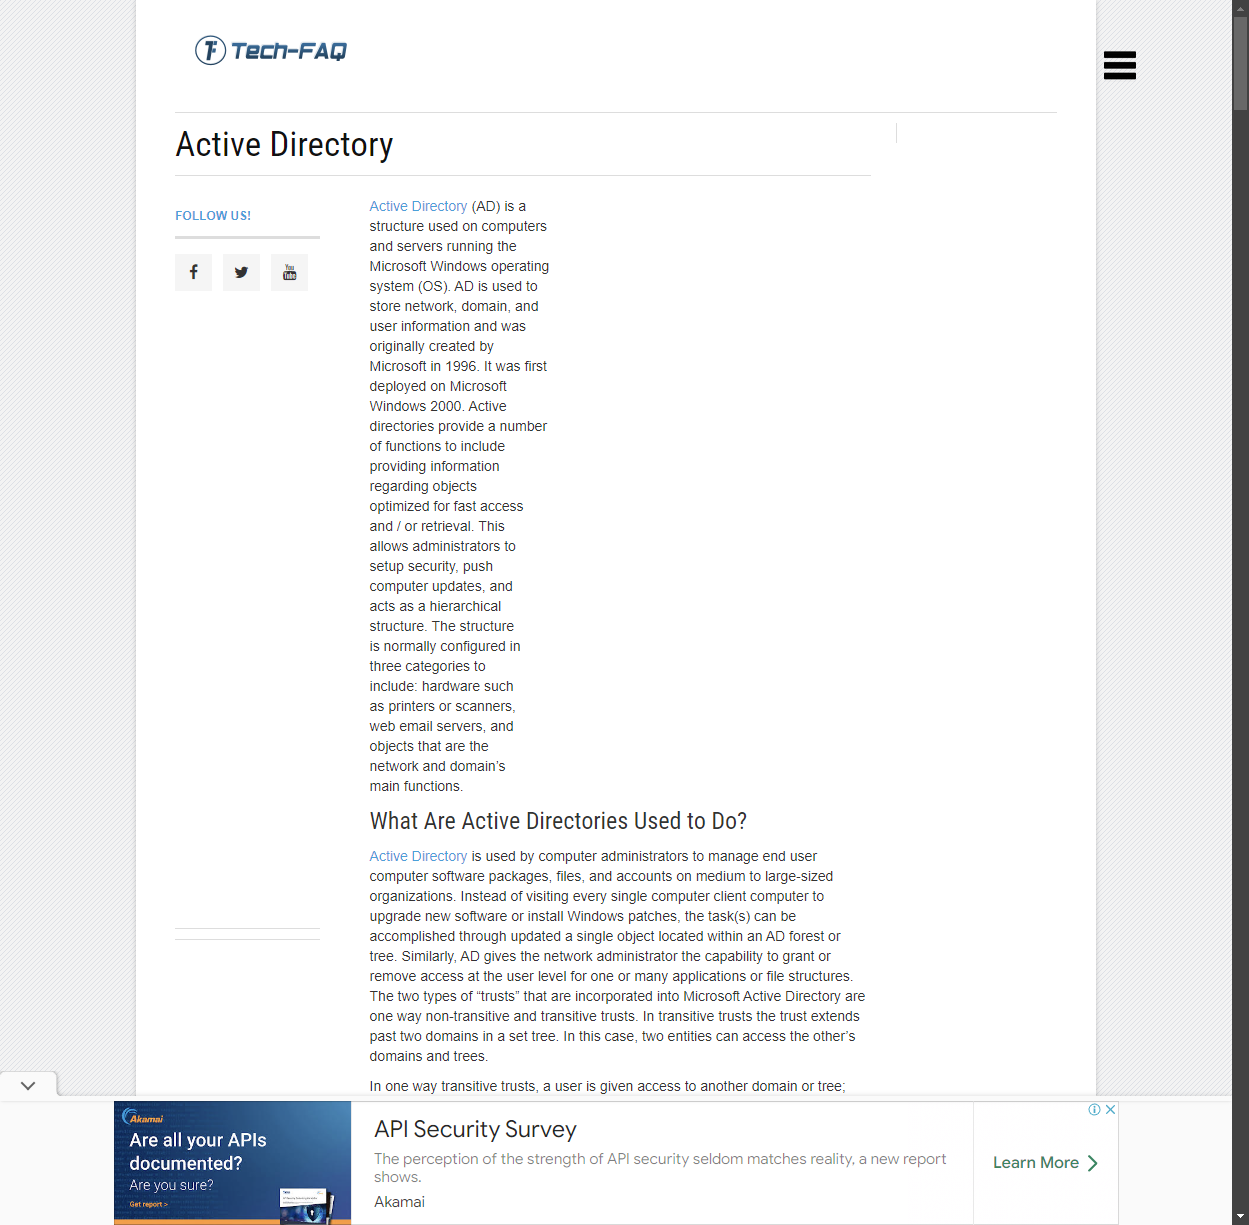 Tech-FAQ
Active Directory
FOLLOW US!
Active Directory (AD) is a
structure used on computers
and servers running the
Microsoft Windows operating
system (OS). AD is used to
store network, domain, and
user information and was
originally created by
Microsoft in 1996. It was first
deployed on Microsoft
Windows 2000. Active
directories provide a number
of functions to include
providing information
regarding objects
optimized for fast access
and / or retrieval. This
allows administrators to
setup security, push
computer updates, and
acts as a hierarchical
structure. The structure
is normally configured in
three categories to
include: hardware such
as printers or scanners,
web email servers, and
objects that are the
network and domain’s
main functions.
What Are Active Directories Used to Do?
Active Directory is used by computer administrators to manage end user
computer software packages, files, and accounts on medium to large-sized
organizations. Instead of visiting every single computer client computer to
upgrade new software or install Windows patches, the task(s) can be
accomplished through updated a single object located within an AD forest or
tree. Similarly, AD gives the network administrator the capability to grant or
remove access at the user level for one or many applications or file structures.
The two types of “trusts” that are incorporated into Microsoft Active Directory are
one way non-transitive and transitive trusts. In transitive trusts the trust extends
past two domains in a set tree. In this case, two entities can access the other’s
domains and trees.
In one way transitive trusts, a user is given access to another domain or tree;
Akamai
Are all your APIs
documented?
Are you sure?
Get report >
API Security Survey
The perception of the strength of API security seldom matches reality, a new report
shows.
Akamai
Learn More